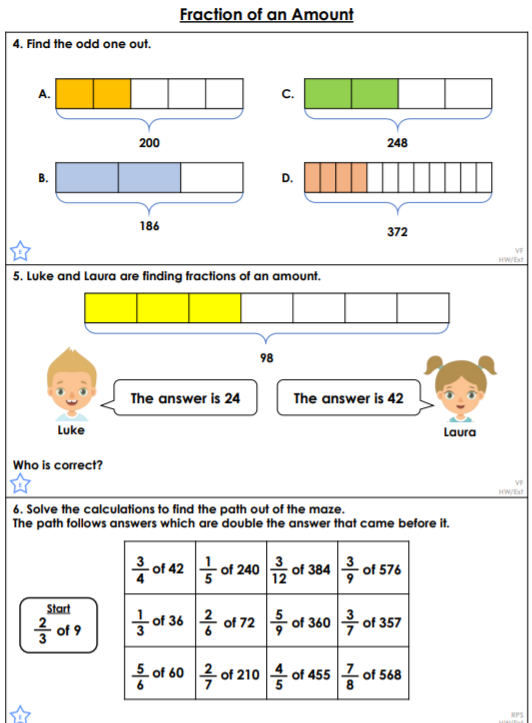 Fraction of an Amount
4. Find the odd one out.
A.
200
C.
248
B.
186
D.
372
E
VF
HW/Ext
5. Luke and Laura are finding fractions of an amount.
98
The answer is 24
The answer is 42
Luke
Laura
Who is correct?
E
VF
HW/Ext
6. Solve the calculations to find the path out of the maze.
The path follows answers which are double the answer that came before it.
Start
2/3 of 9
3/4 of 42 1/5 of 240 3/12 of 384 3/9 of 576
1/3 of 36 2/6 of 72 5/9 of 360 3/7 of 357
5/6 of 60 2/7 of 210 4/5 of 455 7/8 of 568
E
RPS